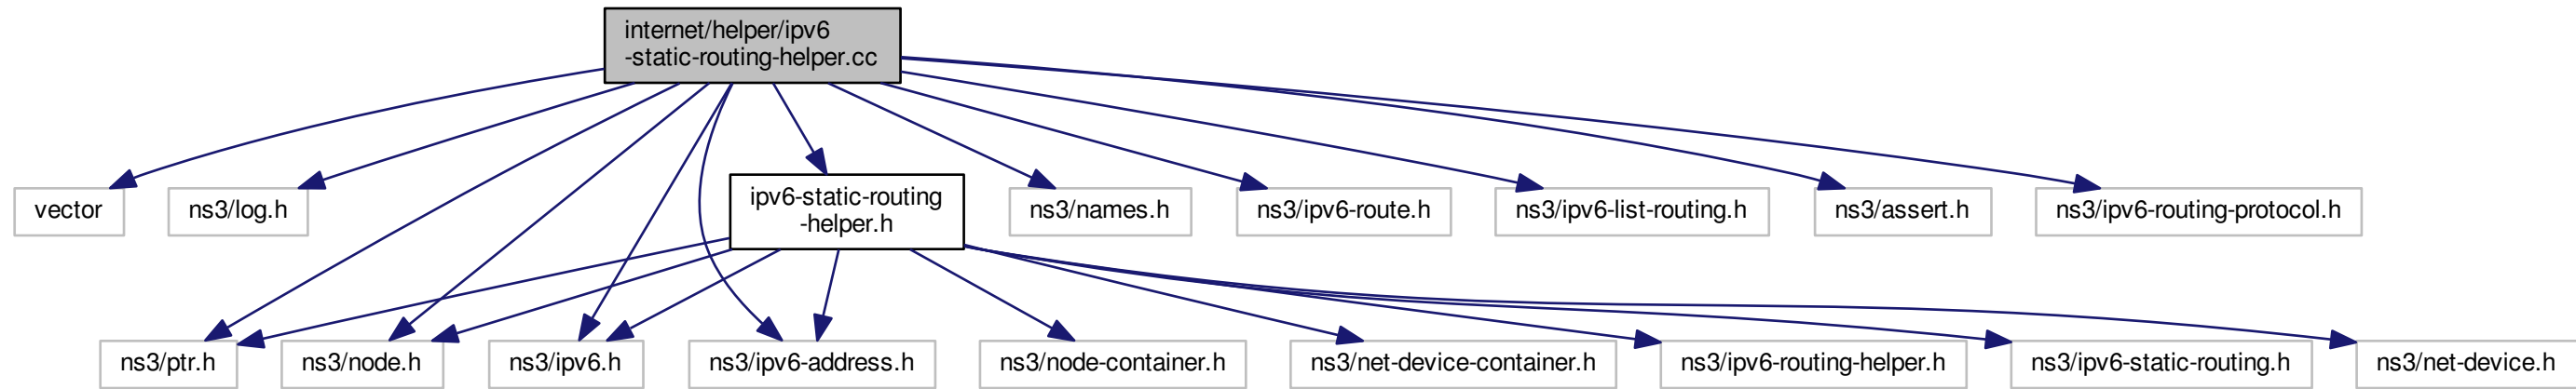 internet/helper/ipv6
-static-routing-helper.cc
vector
ns3/log.h
ipv6-static-routing
-helper.h
ns3/names.h
ns3/ipv6-route.h
ns3/ipv6-list-routing.h
ns3/assert.h
ns3/ipv6-routing-protocol.h
ns3/ptr.h
ns3/node.h
ns3/ipv6.h
ns3/ipv6-address.h
ns3/node-container.h
ns3/net-device-container.h
ns3/ipv6-routing-helper.h
ns3/ipv6-static-routing.h
ns3/net-device.h